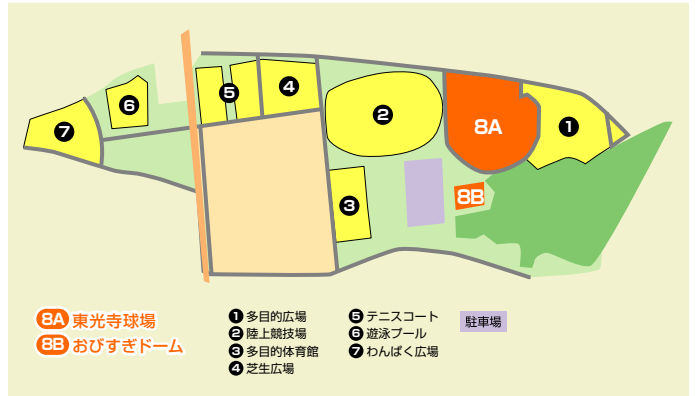 ⑤
④
⑥
②
8A
①
⑦
8B
③
8A 東光寺球場
8B おびすぎドーム
① 多目的広場
② 陸上競技場
③ 多目的体育館
④ 芝生広場
⑤ テニスコート
⑥ 遊泳プール
⑦ わんぱく広場
駐車場